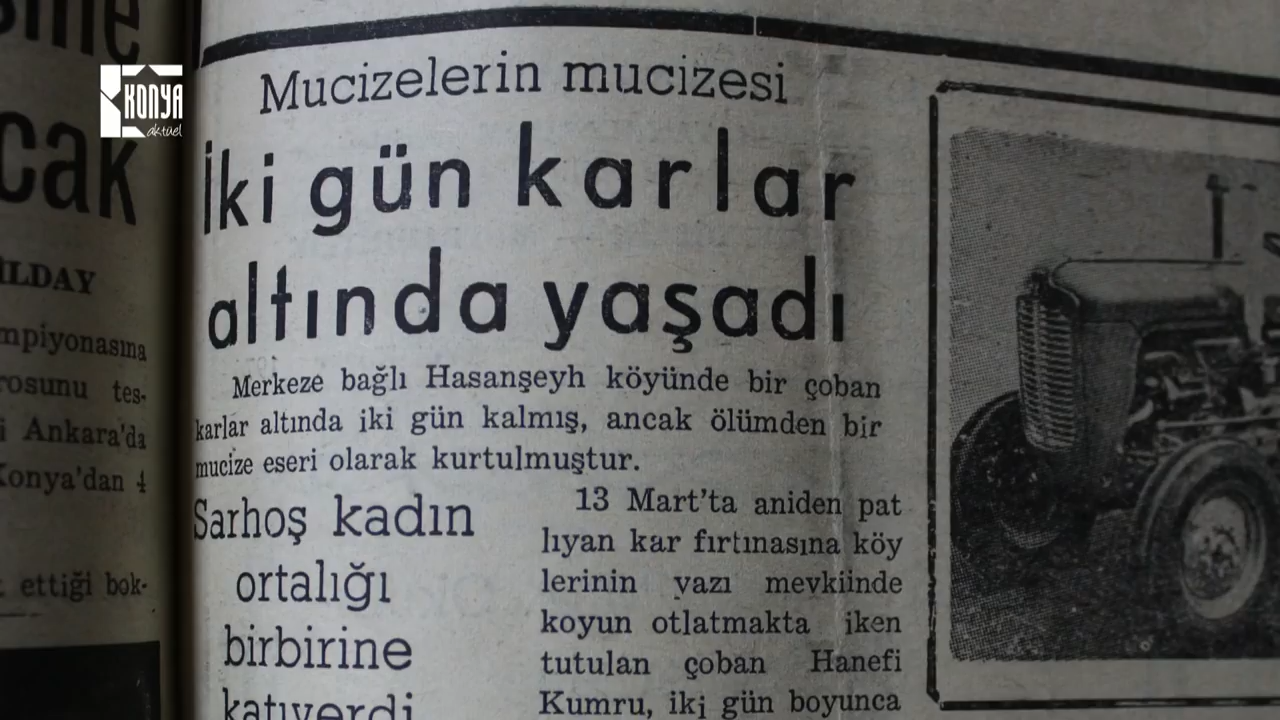 KONYA
aktüel
cak
ILDAY
mpiyonasına
rosunu tes-
i Ankara'da
Konya'dan 4
ettiği bok-
Mucizelerin mucizesi
İki gün karlar
altında yaşadı
Merkeze bağlı Hasanşeyh köyünde bir çoban
karlar altında iki gün kalmış, ancak ölümden bir
mucize eseri olarak kurtulmuştur.
Sarhoş kadın
ortalığı
birbirine
katıverdi
13 Mart'ta aniden pat
lıyan kar fırtınasına köy
lerinin yazı mevkiinde
koyun otlatmakta iken
tutulan çoban Hanefi
Kumru, iki gün boyunca